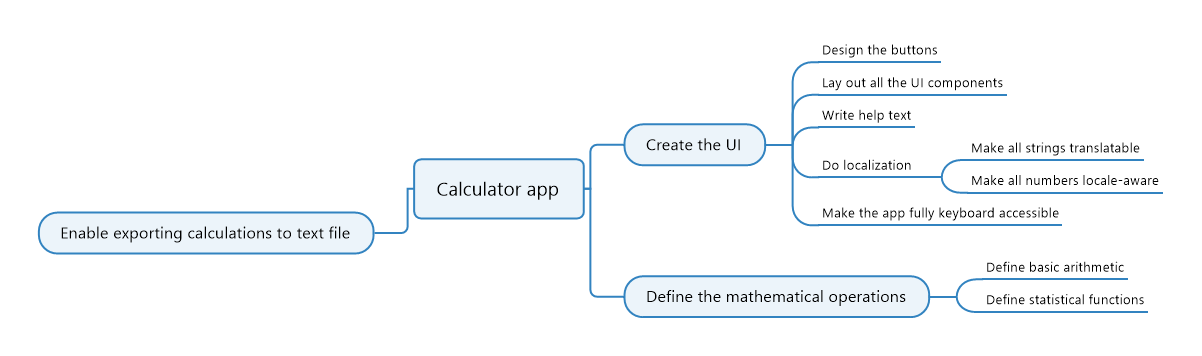 Calculator app
Create the UI
Design the buttons
Lay out all the UI components
Write help text
Do localization
Make all strings translatable
Make all numbers locale-aware
Make the app fully keyboard accessible
Define the mathematical operations
Define basic arithmetic
Define statistical functions
Enable exporting calculations to text file